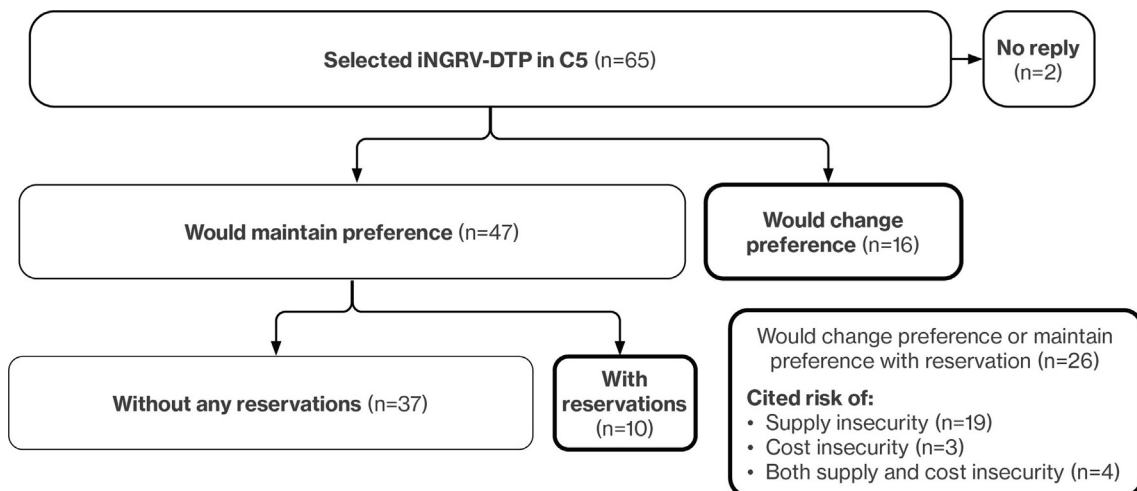 Selected iNGRV-DTP in C5 (n=65)
No reply
(n=2)
Would maintain preference (n=47)
Would change
preference (n=16)
Without any reservations (n=37)
With
reservations
(n=10)
Would change preference or maintain
preference with reservation (n=26)
Cited risk of:
• Supply insecurity (n=19)
• Cost insecurity (n=3)
• Both supply and cost insecurity (n=4)